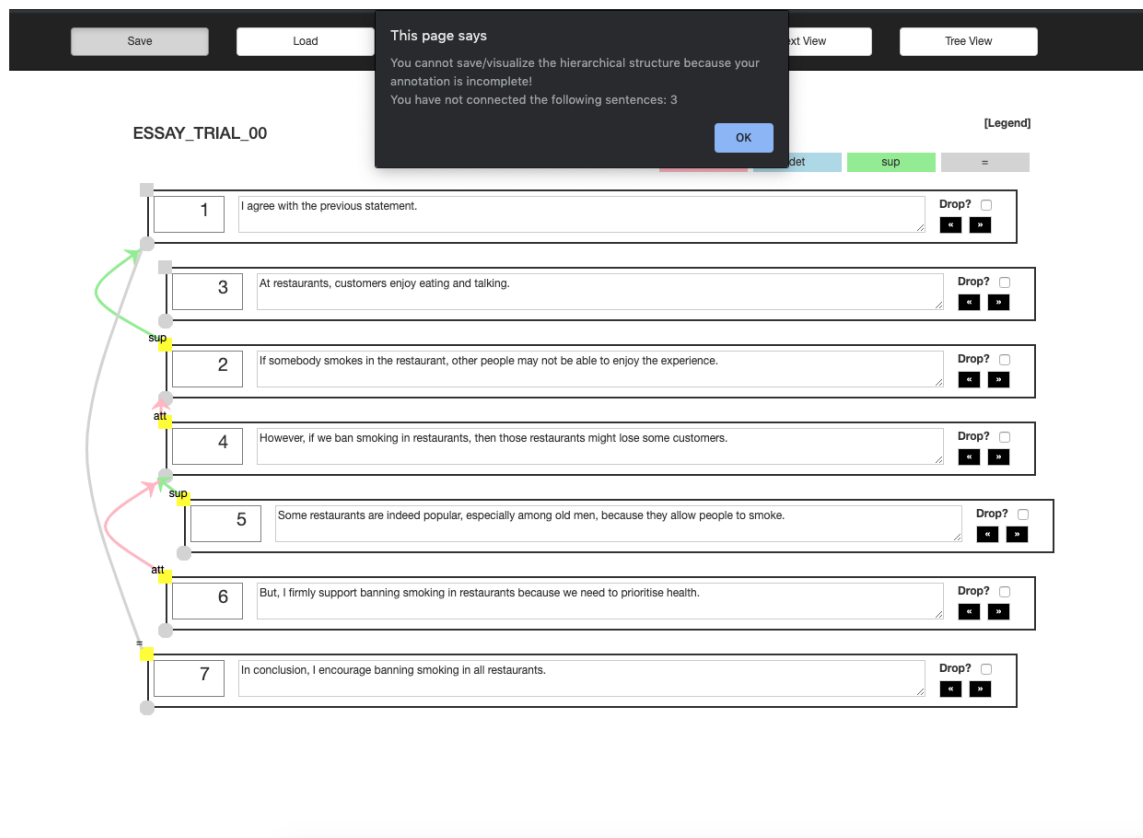 Save
Load
This page says
You cannot save/visualize the hierarchical structure because your
annotation is incomplete!
You have not connected the following sentences: 3
OK
ext View
Tree View
ESSAY_TRIAL_00
[Legend]
det
sup
=
1
I agree with the previous statement.
Drop?
«
»
3
At restaurants, customers enjoy eating and talking.
Drop?
«
»
sup
2
If somebody smokes in the restaurant, other people may not be able to enjoy the experience.
Drop?
«
»
att
4
However, if we ban smoking in restaurants, then those restaurants might lose some customers.
Drop?
«
»
sup
5
Some restaurants are indeed popular, especially among old men, because they allow people to smoke.
Drop?
«
»
att
6
But, I firmly support banning smoking in restaurants because we need to prioritise health.
Drop?
«
»
=
7
In conclusion, I encourage banning smoking in all restaurants.
Drop?
«
»